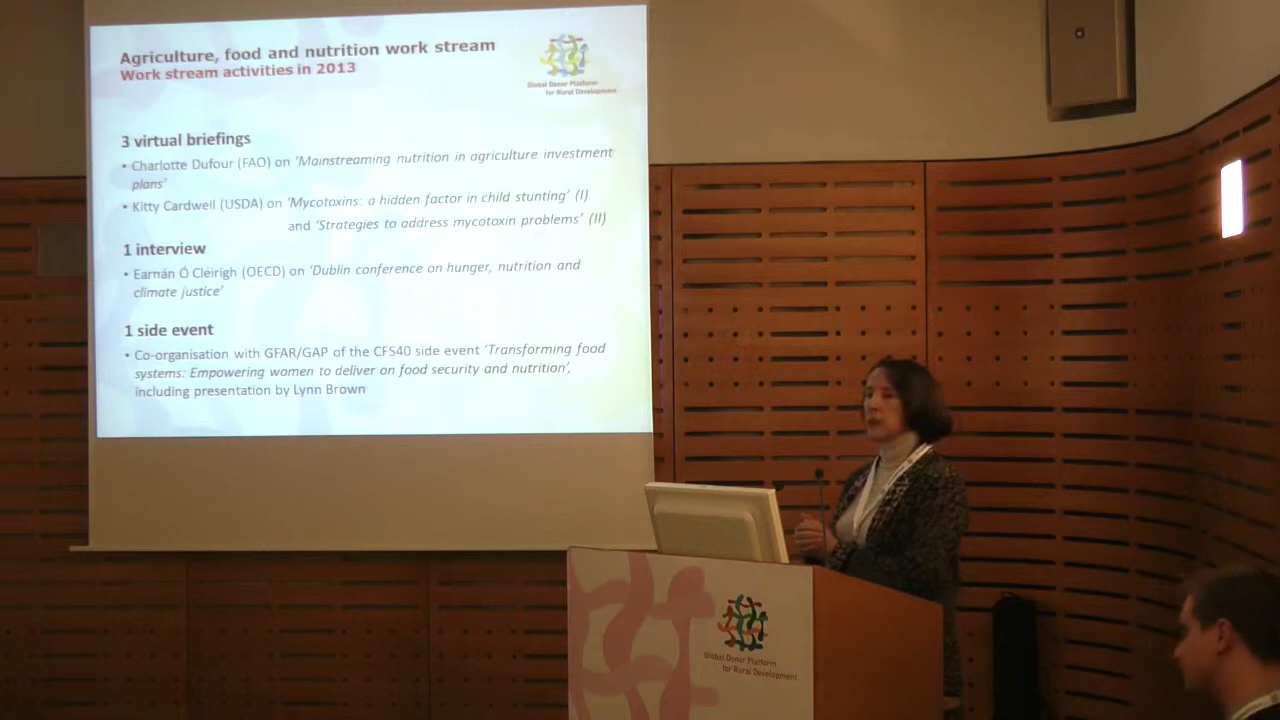 Agriculture, food and nutrition work stream
Work stream activities in 2013
Global Donor Platform
for Rural Development
3 virtual briefings
• Charlotte Dufour (FAO) on ‘Mainstreaming nutrition in agriculture investment
plans’
• Kitty Cardwell (USDA) on ‘Mycotoxins: a hidden factor in child stunting’ (I)
and ‘Strategies to address mycotoxin problems’ (II)
1 interview
• Earnán Ó Cleirigh (OECD) on ‘Dublin conference on hunger, nutrition and
climate justice’
1 side event
• Co-organisation with GFAR/GAP of the CFS40 side event ‘Transforming food
systems: Empowering women to deliver on food security and nutrition’,
including presentation by Lynn Brown
Global Donor Platform
for Rural Development